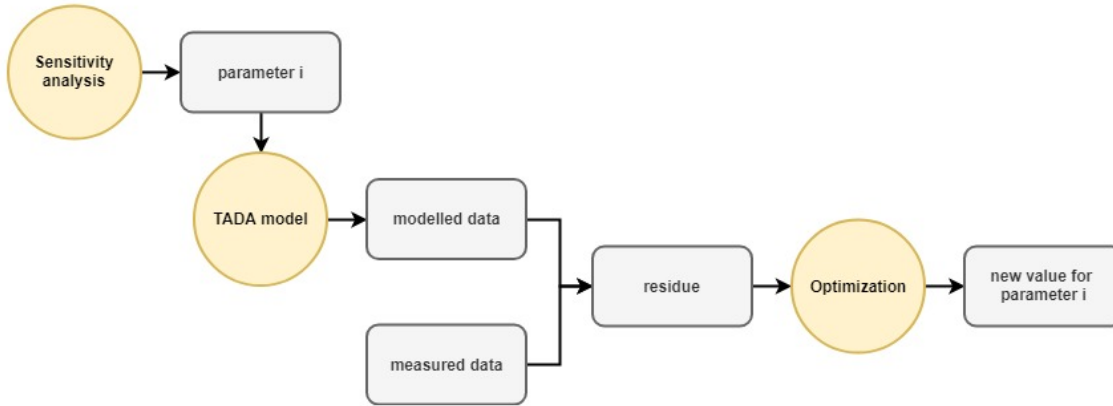 Sensitivity
analysis
parameter i
TADA model
modelled data
measured data
residue
Optimization
new value for
parameter i